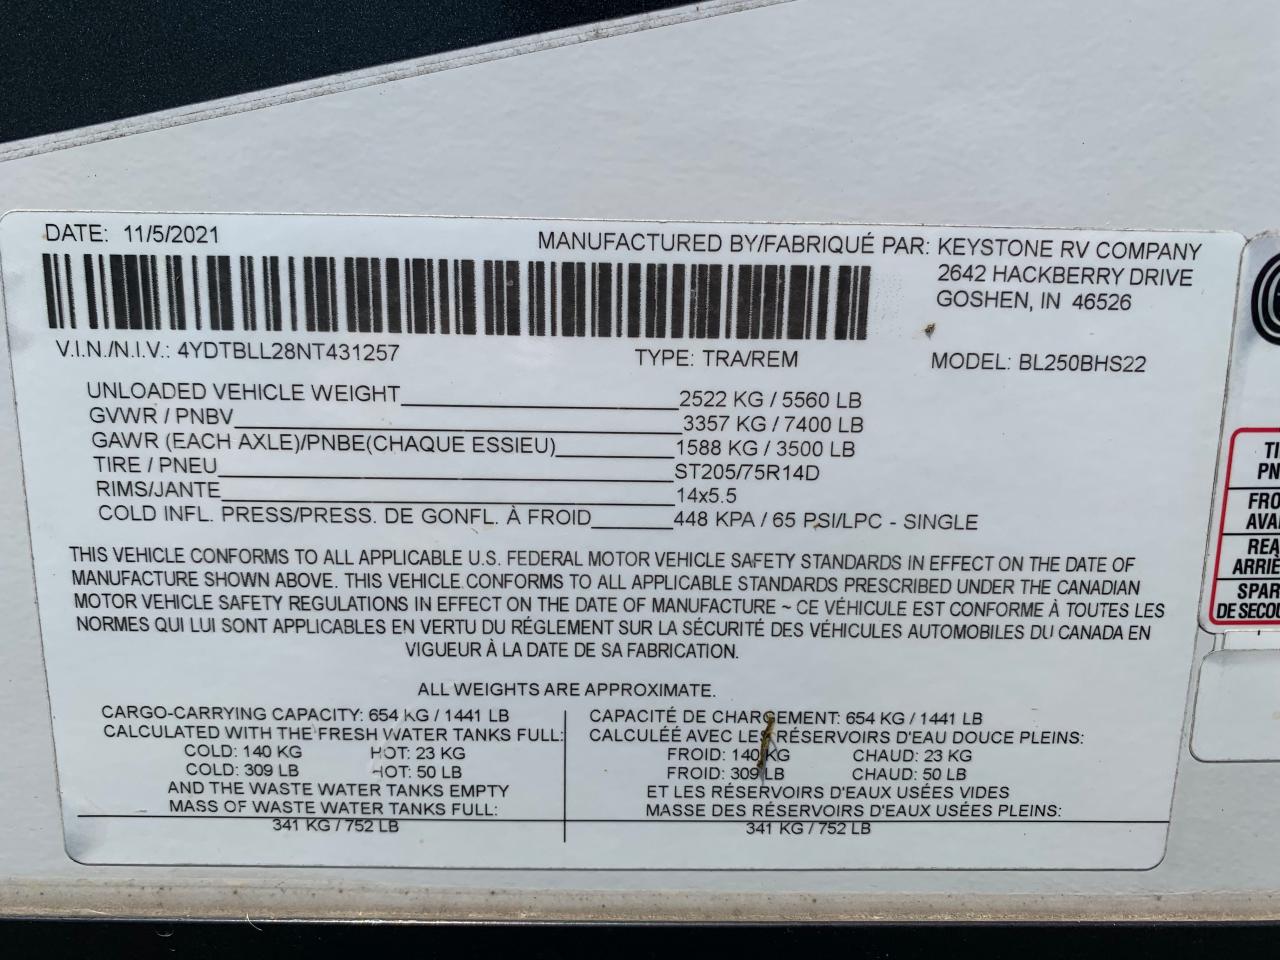 DATE: 11/5/2021
MANUFACTURED BY/FABRIQUÉ PAR: KEYSTONE RV COMPANY
2642 HACKBERRY DRIVE
GOSHEN, IN 46526
V.I.N./N.I.V.: 4YDTBLL28NT431257 TYPE: TRA/REM MODEL: BL250BHS22
UNLOADED VEHICLE WEIGHT 2522 KG / 5560 LB
GVWR / PNBV 3357 KG / 7400 LB
GAWR (EACH AXLE)/PNBE(CHAQUE ESSIEU) 1588 KG / 3500 LB
TIRE / PNEU ST205/75R14D
RIMS/JANTE 14x5.5
COLD INFL. PRESS/PRESS. DE GONFL. À FROID 448 KPA / 65 PSI/LPC - SINGLE
THIS VEHICLE CONFORMS TO ALL APPLICABLE U.S. FEDERAL MOTOR VEHICLE SAFETY STANDARDS IN EFFECT ON THE DATE OF
MANUFACTURE SHOWN ABOVE. THIS VEHICLE CONFORMS TO ALL APPLICABLE STANDARDS PRESCRIBED UNDER THE CANADIAN
MOTOR VEHICLE SAFETY REGULATIONS IN EFFECT ON THE DATE OF MANUFACTURE ~ CE VÉHICULE EST CONFORME À TOUTES LES
NORMES QUI LUI SONT APPLICABLES EN VERTU DU RÉGLEMENT SUR LA SÉCURITÉ DES VÉHICULES AUTOMOBILES DU CANADA EN
VIGUEUR À LA DATE DE SA FABRICATION.
ALL WEIGHTS ARE APPROXIMATE.
CARGO-CARRYING CAPACITY: 654 KG / 1441 LB
CALCULATED WITH THE FRESH WATER TANKS FULL:
COLD: 140 KG HOT: 23 KG
COLD: 309 LB HOT: 50 LB
AND THE WASTE WATER TANKS EMPTY
MASS OF WASTE WATER TANKS FULL:
341 KG / 752 LB
CAPACITÉ DE CHARGEMENT: 654 KG / 1441 LB
CALCULÉE AVEC LES RÉSERVOIRS D'EAU DOUCE PLEINS:
FROID: 140 KG CHAUD: 23 KG
FROID: 309 LB CHAUD: 50 LB
ET LES RÉSERVOIRS D'EAUX USÉES VIDES
MASSE DES RÉSERVOIRS D'EAUX USÉES PLEINS:
341 KG / 752 LB
TI
PN
FRO
AVA
REA
ARRIÈ
SPAR
DE SECOU